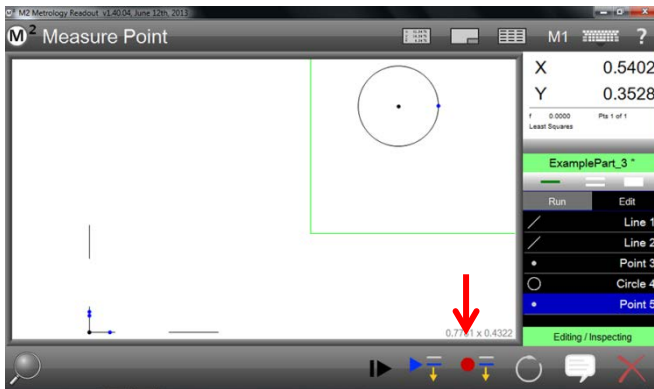 M2 Metrology Readout v1.40.04, June 12th, 2013
M2 Measure Point
M1 ?
X 0.5402
Y 0.3528
f 0.0000 Pts 1 of 1
Least Squares
ExamplePart_3 *
Run Edit
Line 1
Line 2
Point 3
Circle 4
Point 5
x 0.4322
Editing / Inspecting